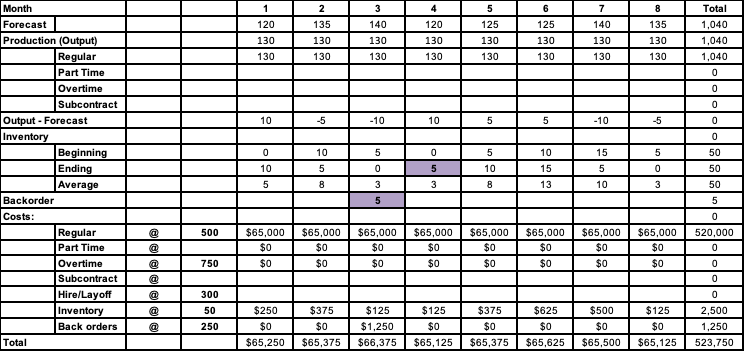 Month 1 2 3 4 5 6 7 8 Total
Forecast 120 135 140 120 125 125 140 135 1,040
Production (Output) 130 130 130 130 130 130 130 130 1,040
Regular 130 130 130 130 130 130 130 130 1,040
Part Time 0
Overtime 0
Subcontract 0
Output - Forecast 10 -5 -10 10 5 5 -10 -5 0
Inventory 0
Beginning 0 10 5 0 5 10 15 5 50
Ending 10 5 0 5 10 15 5 0 50
Average 5 8 3 3 8 13 10 3 50
Backorder 5 5
Costs: 0
Regular @ 500 $65,000 $65,000 $65,000 $65,000 $65,000 $65,000 $65,000 $65,000 520,000
Part Time @ $0 $0 $0 $0 $0 $0 $0 $0 0
Overtime @ 750 $0 $0 $0 $0 $0 $0 $0 $0 0
Subcontract @ 0
Hire/Layoff @ 300 0
Inventory @ 50 $250 $375 $125 $125 $375 $625 $500 $125 2,500
Back orders @ 250 $0 $0 $1,250 $0 $0 $0 $0 $0 1,250
Total $65,250 $65,375 $66,375 $65,125 $65,375 $65,625 $65,500 $65,125 523,750